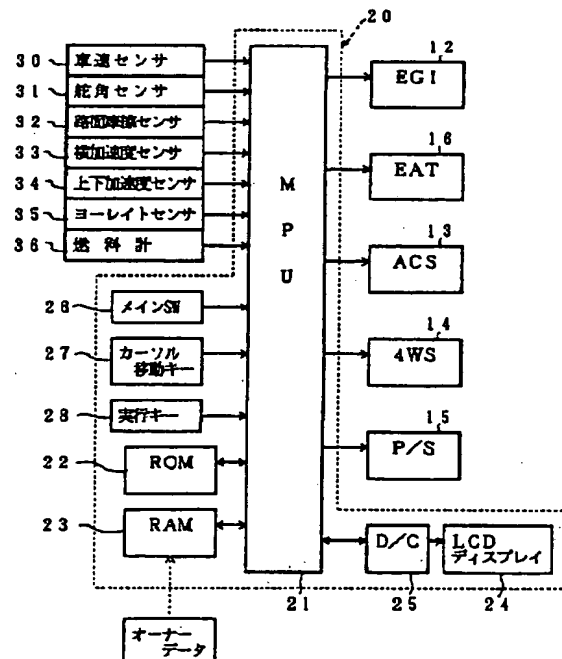 20
30 車速センサ
31 舵角センサ
32 路面摩擦センサ
33 横加速度センサ
34 上下加速度センサ
35 ヨーレイトセンサ
36 燃料計
26 メインSW
27 カーソル
移動キー
28 実行キー
22 ROM
23 RAM
オーナー
データ
MPU
21
12
EGI
16
EAT
13
ACS
14
4WS
15
P/S
D/C
25
LCD
ディスプレイ
24